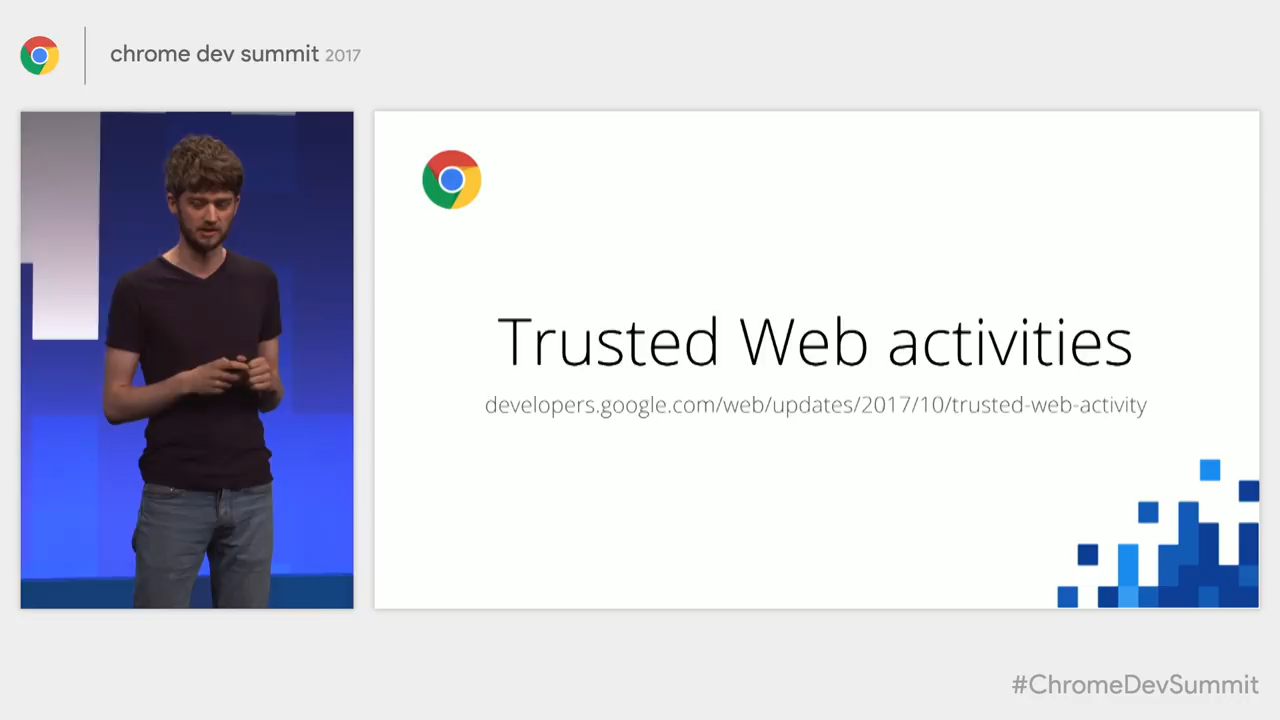 chrome dev summit 2017
Trusted Web activities
developers.google.com/web/updates/2017/10/trusted-web-activity
#ChromeDevSummit